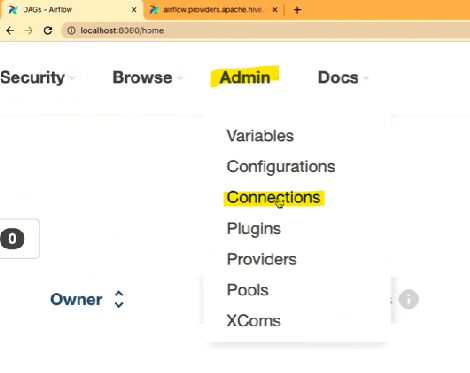 DAGs - Airflow
airflow.providers.apache.hive.
localhost:8080/home
Security Browse Admin Docs
Variables
Configurations
Connections
Plugins
Providers
Pools
XComs
0
Owner